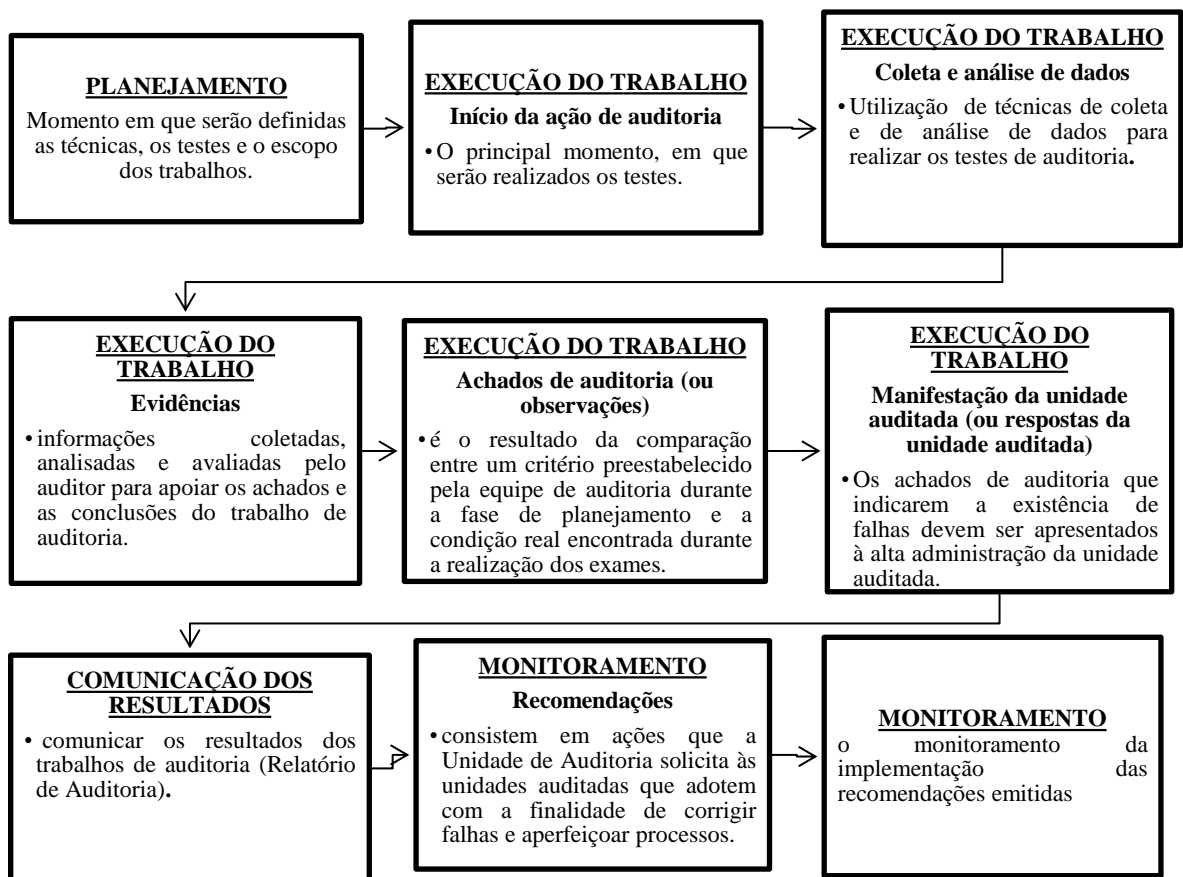 PLANEJAMENTO
Momento em que serão definidas
as técnicas, os testes e o escopo
dos trabalhos.
EXECUÇÃO DO TRABALHO
Início da ação de auditoria
• O principal momento, em que
serão realizados os testes.
EXECUÇÃO DO TRABALHO
Coleta e análise de dados
• Utilização de técnicas de coleta
e de análise de dados para
realizar os testes de auditoria.
EXECUÇÃO DO
TRABALHO
Evidências
• informações coletadas,
analisadas e avaliadas pelo
auditor para apoiar os achados e
as conclusões do trabalho de
auditoria.
EXECUÇÃO DO TRABALHO
Achados de auditoria (ou
observações)
• é o resultado da comparação
entre um critério preestabelecido
pela equipe de auditoria durante
a fase de planejamento e a
condição real encontrada durante
a realização dos exames.
EXECUÇÃO DO
TRABALHO
Manifestação da unidade
auditada (ou respostas da
unidade auditada)
• Os achados de auditoria que
indicarem a existência de
falhas devem ser apresentados
à alta administração da unidade
auditada.
COMUNICAÇÃO DOS
RESULTADOS
• comunicar os resultados dos
trabalhos de auditoria (Relatório
de Auditoria).
MONITORAMENTO
Recomendações
• consistem em ações que a
Unidade de Auditoria solicita às
unidades auditadas que adotem
com a finalidade de corrigir
falhas e aperfeiçoar processos.
MONITORAMENTO
o monitoramento da
implementação das
recomendações emitidas